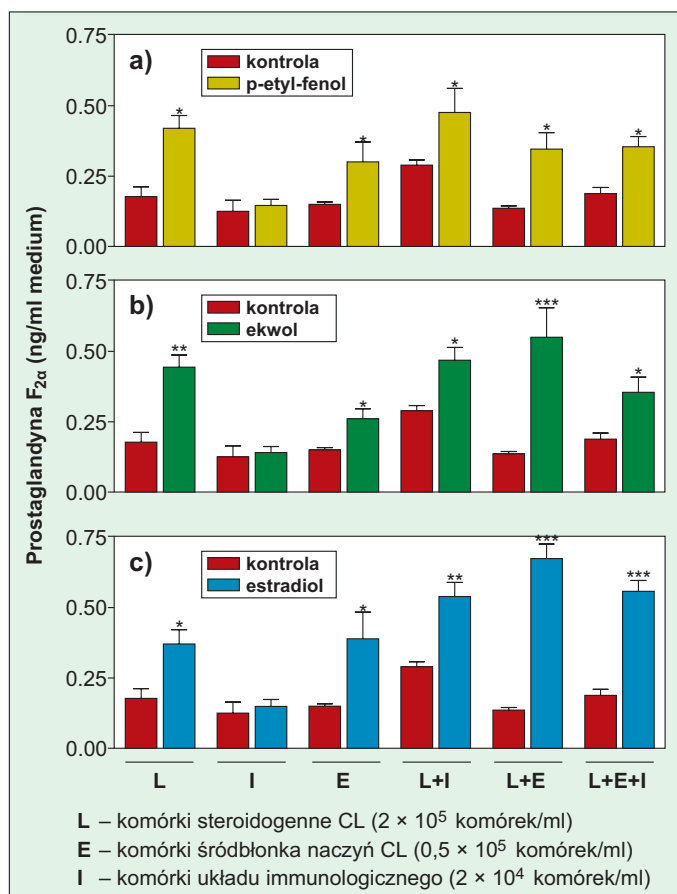 Prostaglandyna F2α (ng/ml medium)
a)
kontrola
p-etyl-fenol
0.75
0.50
0.25
0.00
* * * * *
b)
kontrola
ekwol
0.75
0.50
0.25
0.00
** * * *** *
c)
kontrola
estradiol
0.75
0.50
0.25
0.00
* * ** *** ***
L I E L+I L+E L+E+I
L – komórki steroidogenne CL (2 × 10⁵ komórek/ml)
E – komórki śródbłonka naczyń CL (0,5 × 10⁵ komórek/ml)
I – komórki układu immunologicznego (2 × 10⁴ komórek/ml)